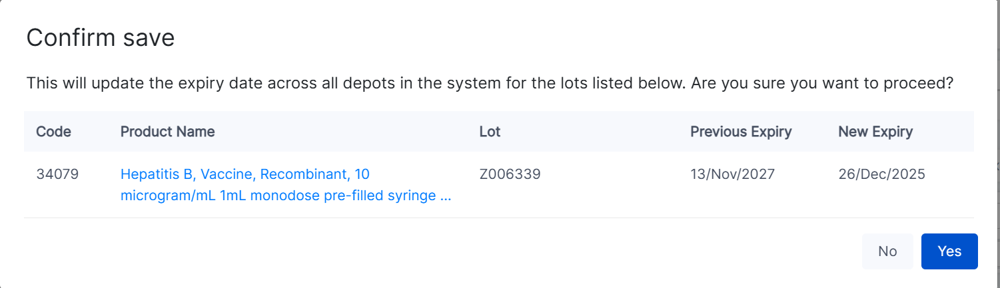 Confirm save
This will update the expiry date across all depots in the system for the lots listed below. Are you sure you want to proceed?
Code Product Name Lot Previous Expiry New Expiry
34079 Hepatitis B, Vaccine, Recombinant, 10 Z006339 13/Nov/2027 26/Dec/2025
microgram/mL 1mL monodose pre-filled syringe ...
No Yes